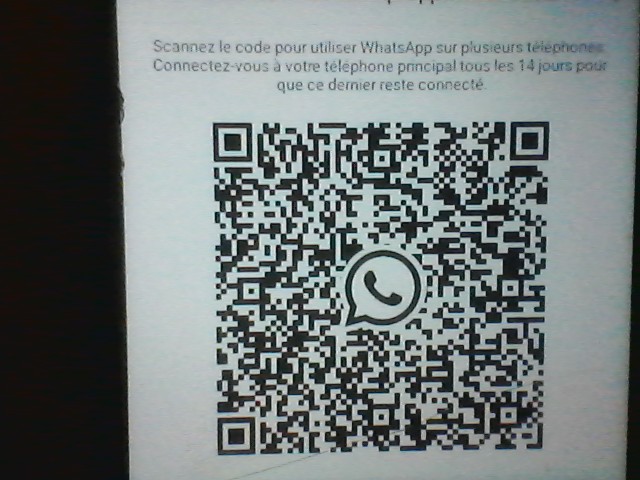 Scannez le code pour utiliser WhatsApp sur plusieurs téléphones.
Connectez-vous à votre téléphone principal tous les 14 jours pour
que ce dernier reste connecté.